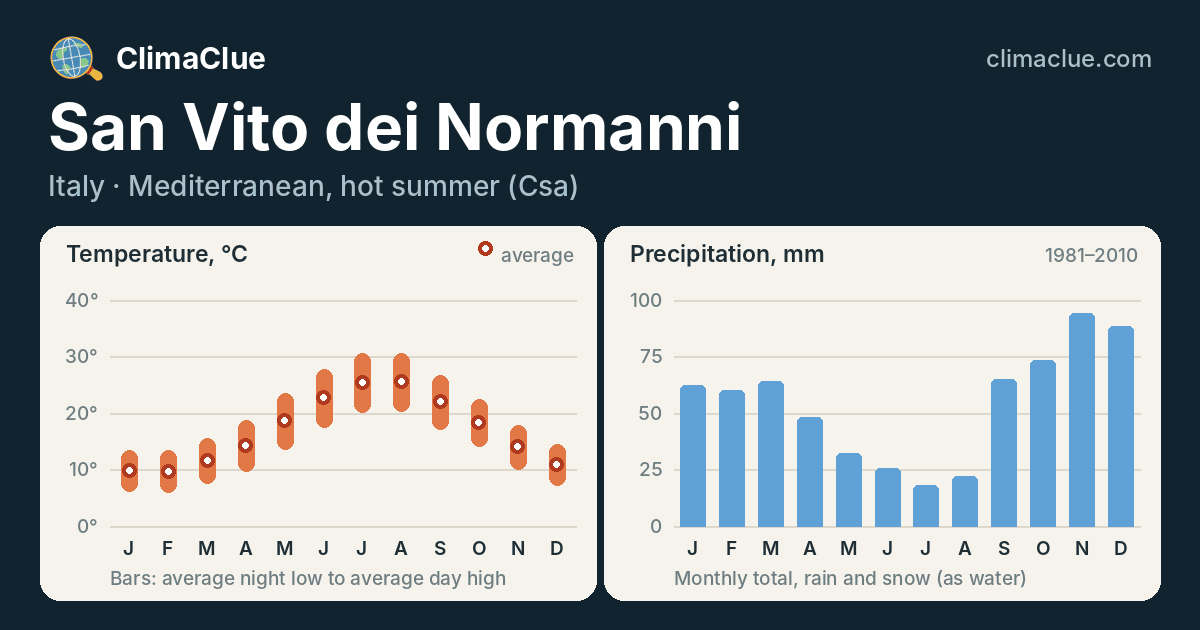 ClimaClue
climaclue.com
San Vito dei Normanni
Italy · Mediterranean, hot summer (Csa)
Temperature, °C
average
40°
30°
20°
10°
0°
J F M A M J J A S O N D
Bars: average night low to average day high
Precipitation, mm
1981–2010
100
75
50
25
0
J F M A M J J A S O N D
Monthly total, rain and snow (as water)